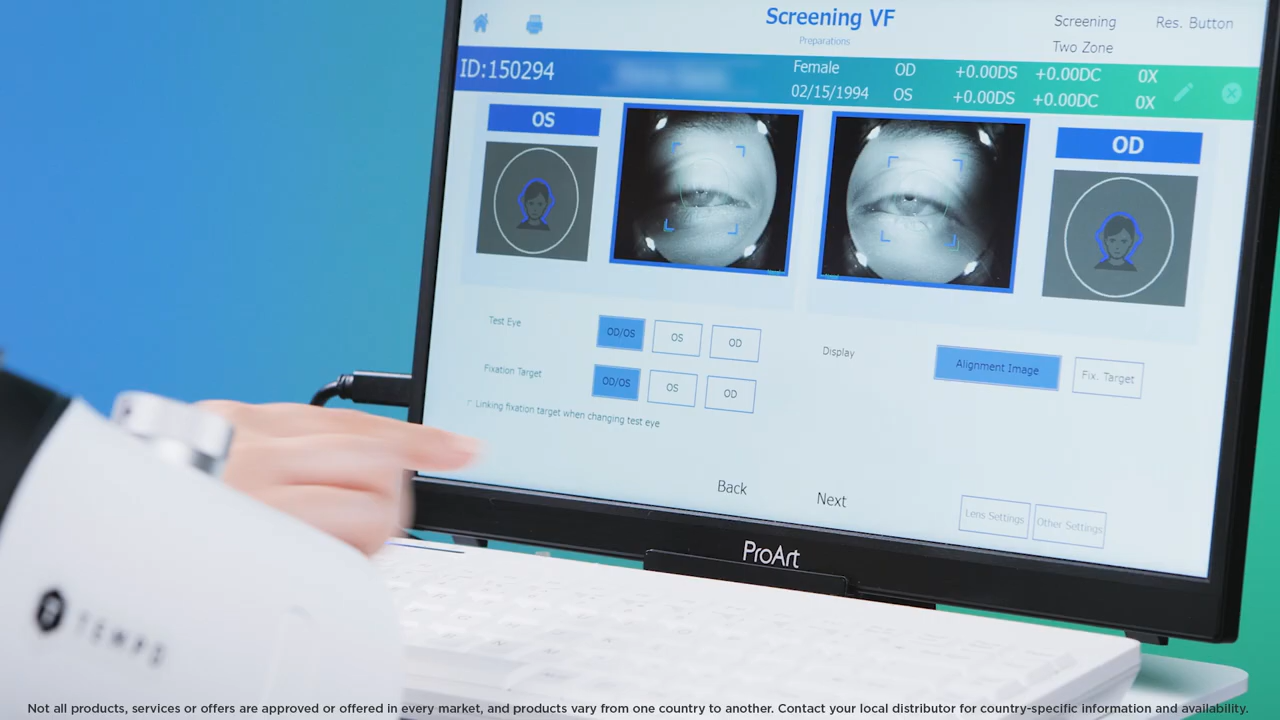 Screening VF
Preparations
Screening
Two Zone
Res. Button
ID:150294
Female
02/15/1994
OD +0.00DS +0.00DC 0X
OS +0.00DS +0.00DC 0X
OS
OD
Test Eye
OD/OS
OS
OD
Fixation Target
OD/OS
OS
OD
Linking fixation target when changing test eye
Display
Alignment Image
Fix. Target
Back
Next
Lens Settings
Other Settings
ProArt
TEMPO
Not all products, services or offers are approved or offered in every market, and products vary from one country to another. Contact your local distributor for country-specific information and availability.